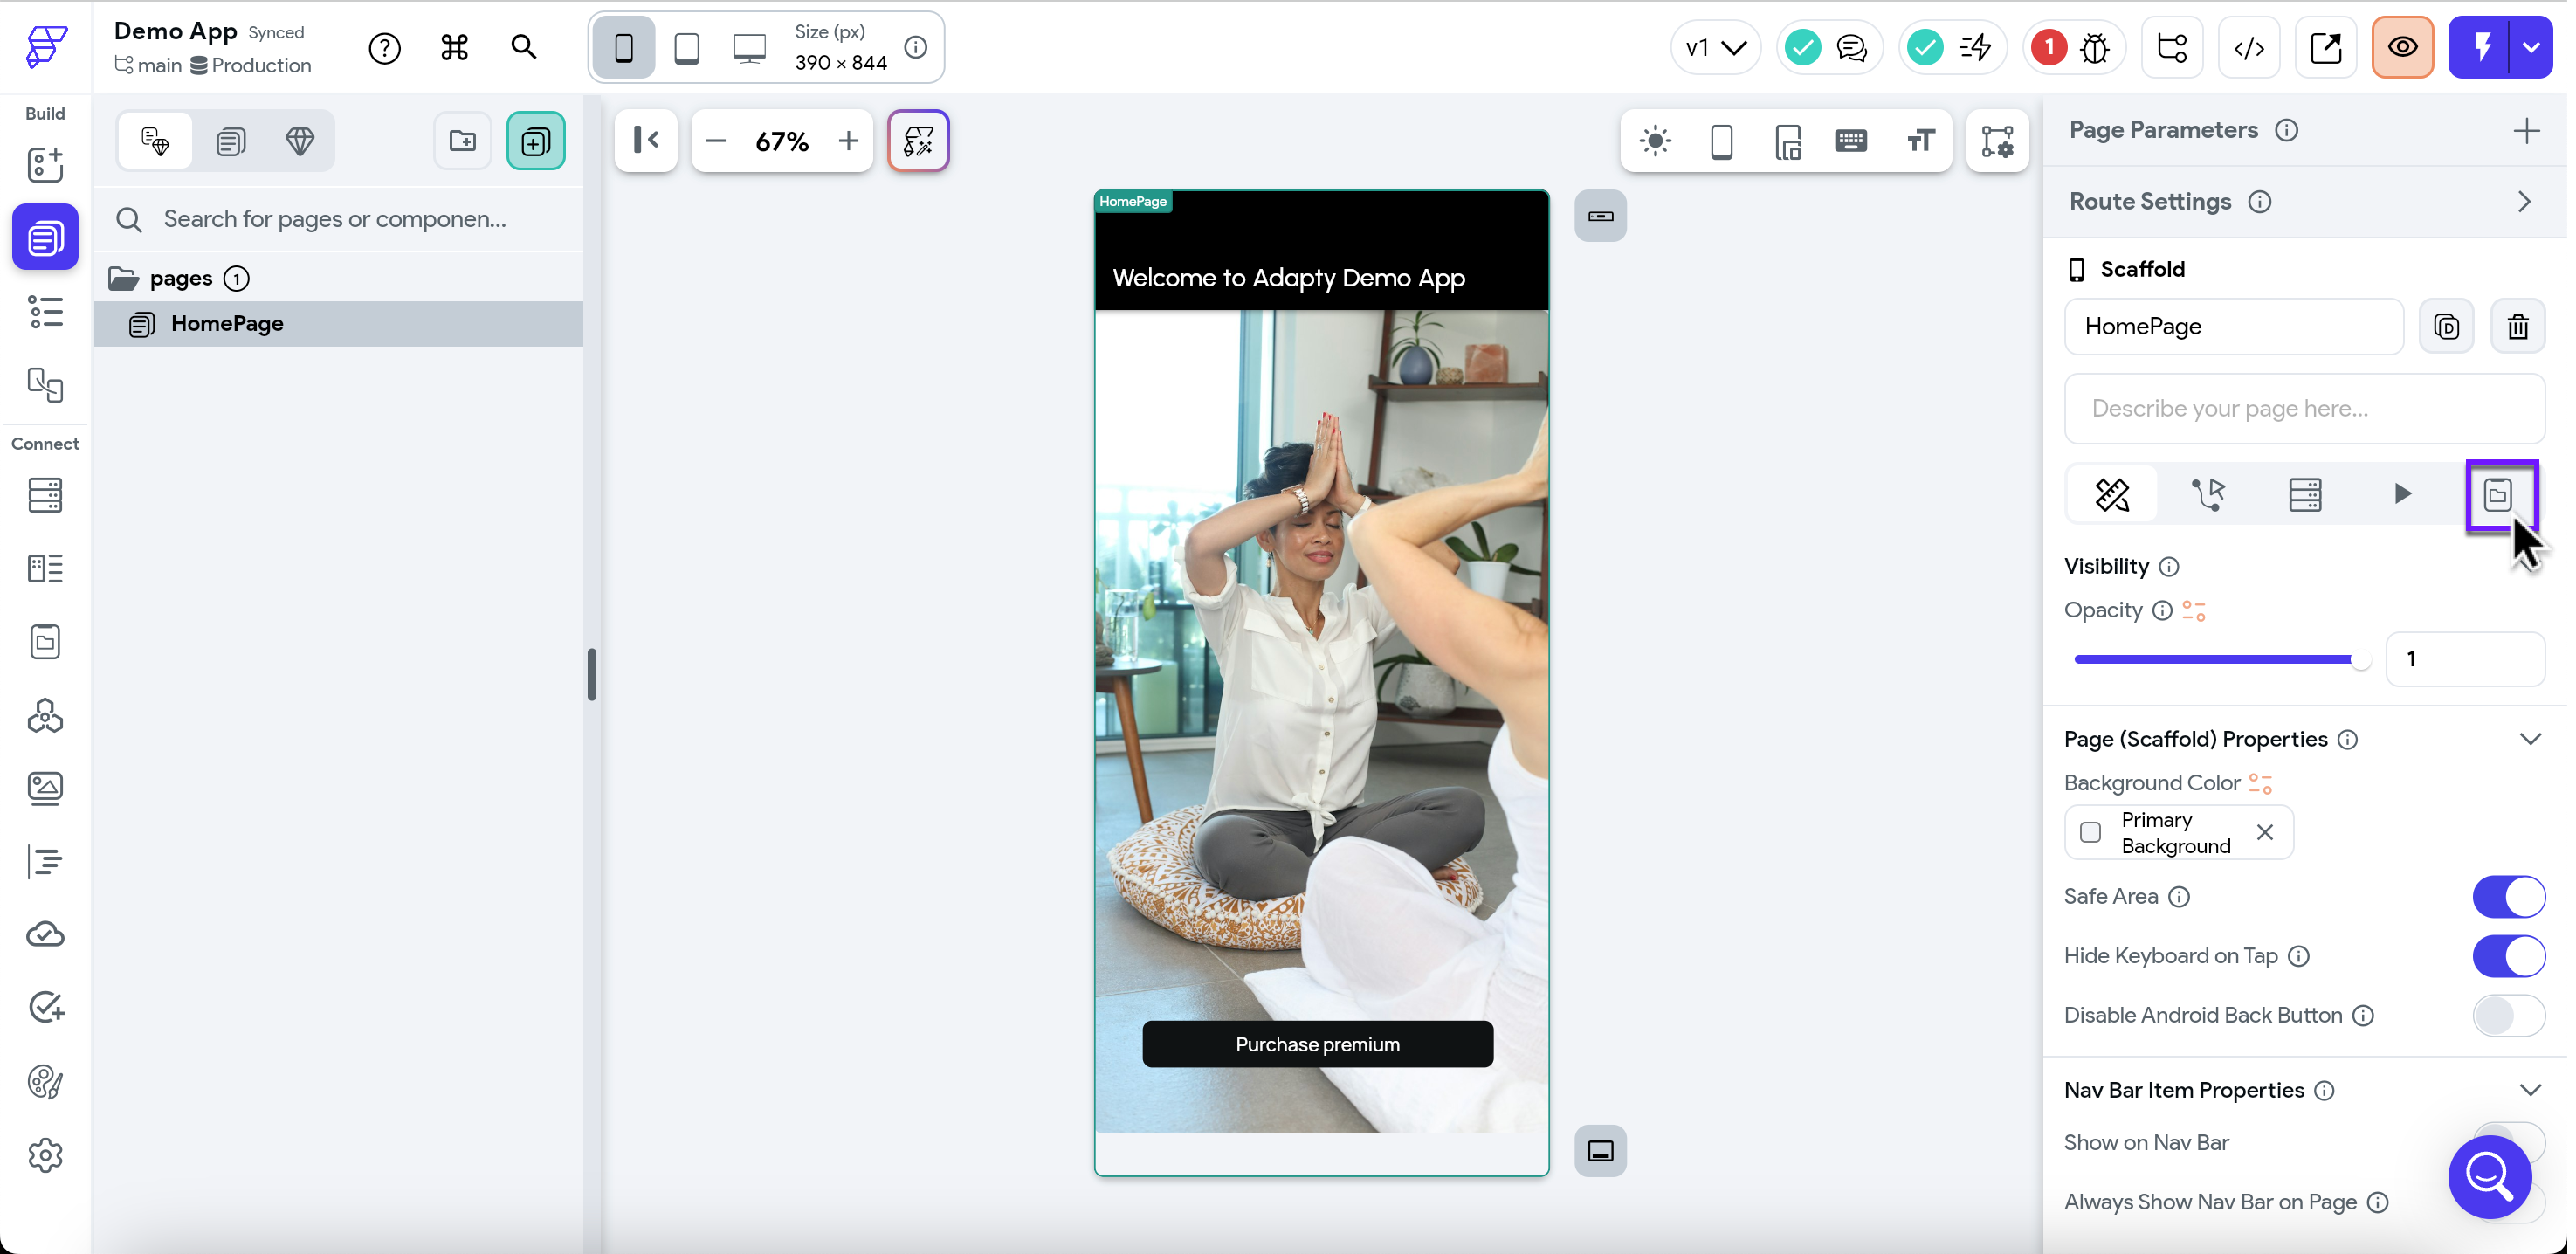 Demo App Synced
main Production
Size (px)
390 × 844
v1
1
Build
Connect
67%
Search for pages or componen...
pages 1
HomePage
HomePage
Welcome to Adapty Demo App
Purchase premium
Page Parameters
Route Settings
Scaffold
HomePage
Describe your page here...
Visibility
Opacity
1
Page (Scaffold) Properties
Background Color
Primary
Background
Safe Area
Hide Keyboard on Tap
Disable Android Back Button
Nav Bar Item Properties
Show on Nav Bar
Always Show Nav Bar on Page